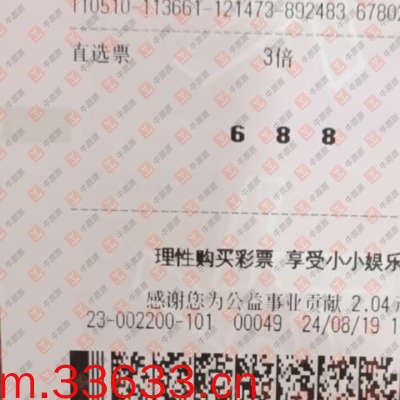 110510-113661-121473-892483 67802
直选票 3倍
6 8 8
理性购买彩票 享受小小娱乐
感谢您为公益事业贡献 2.04
23-002200-101 00049 24/08/19 1
m.33633.cn